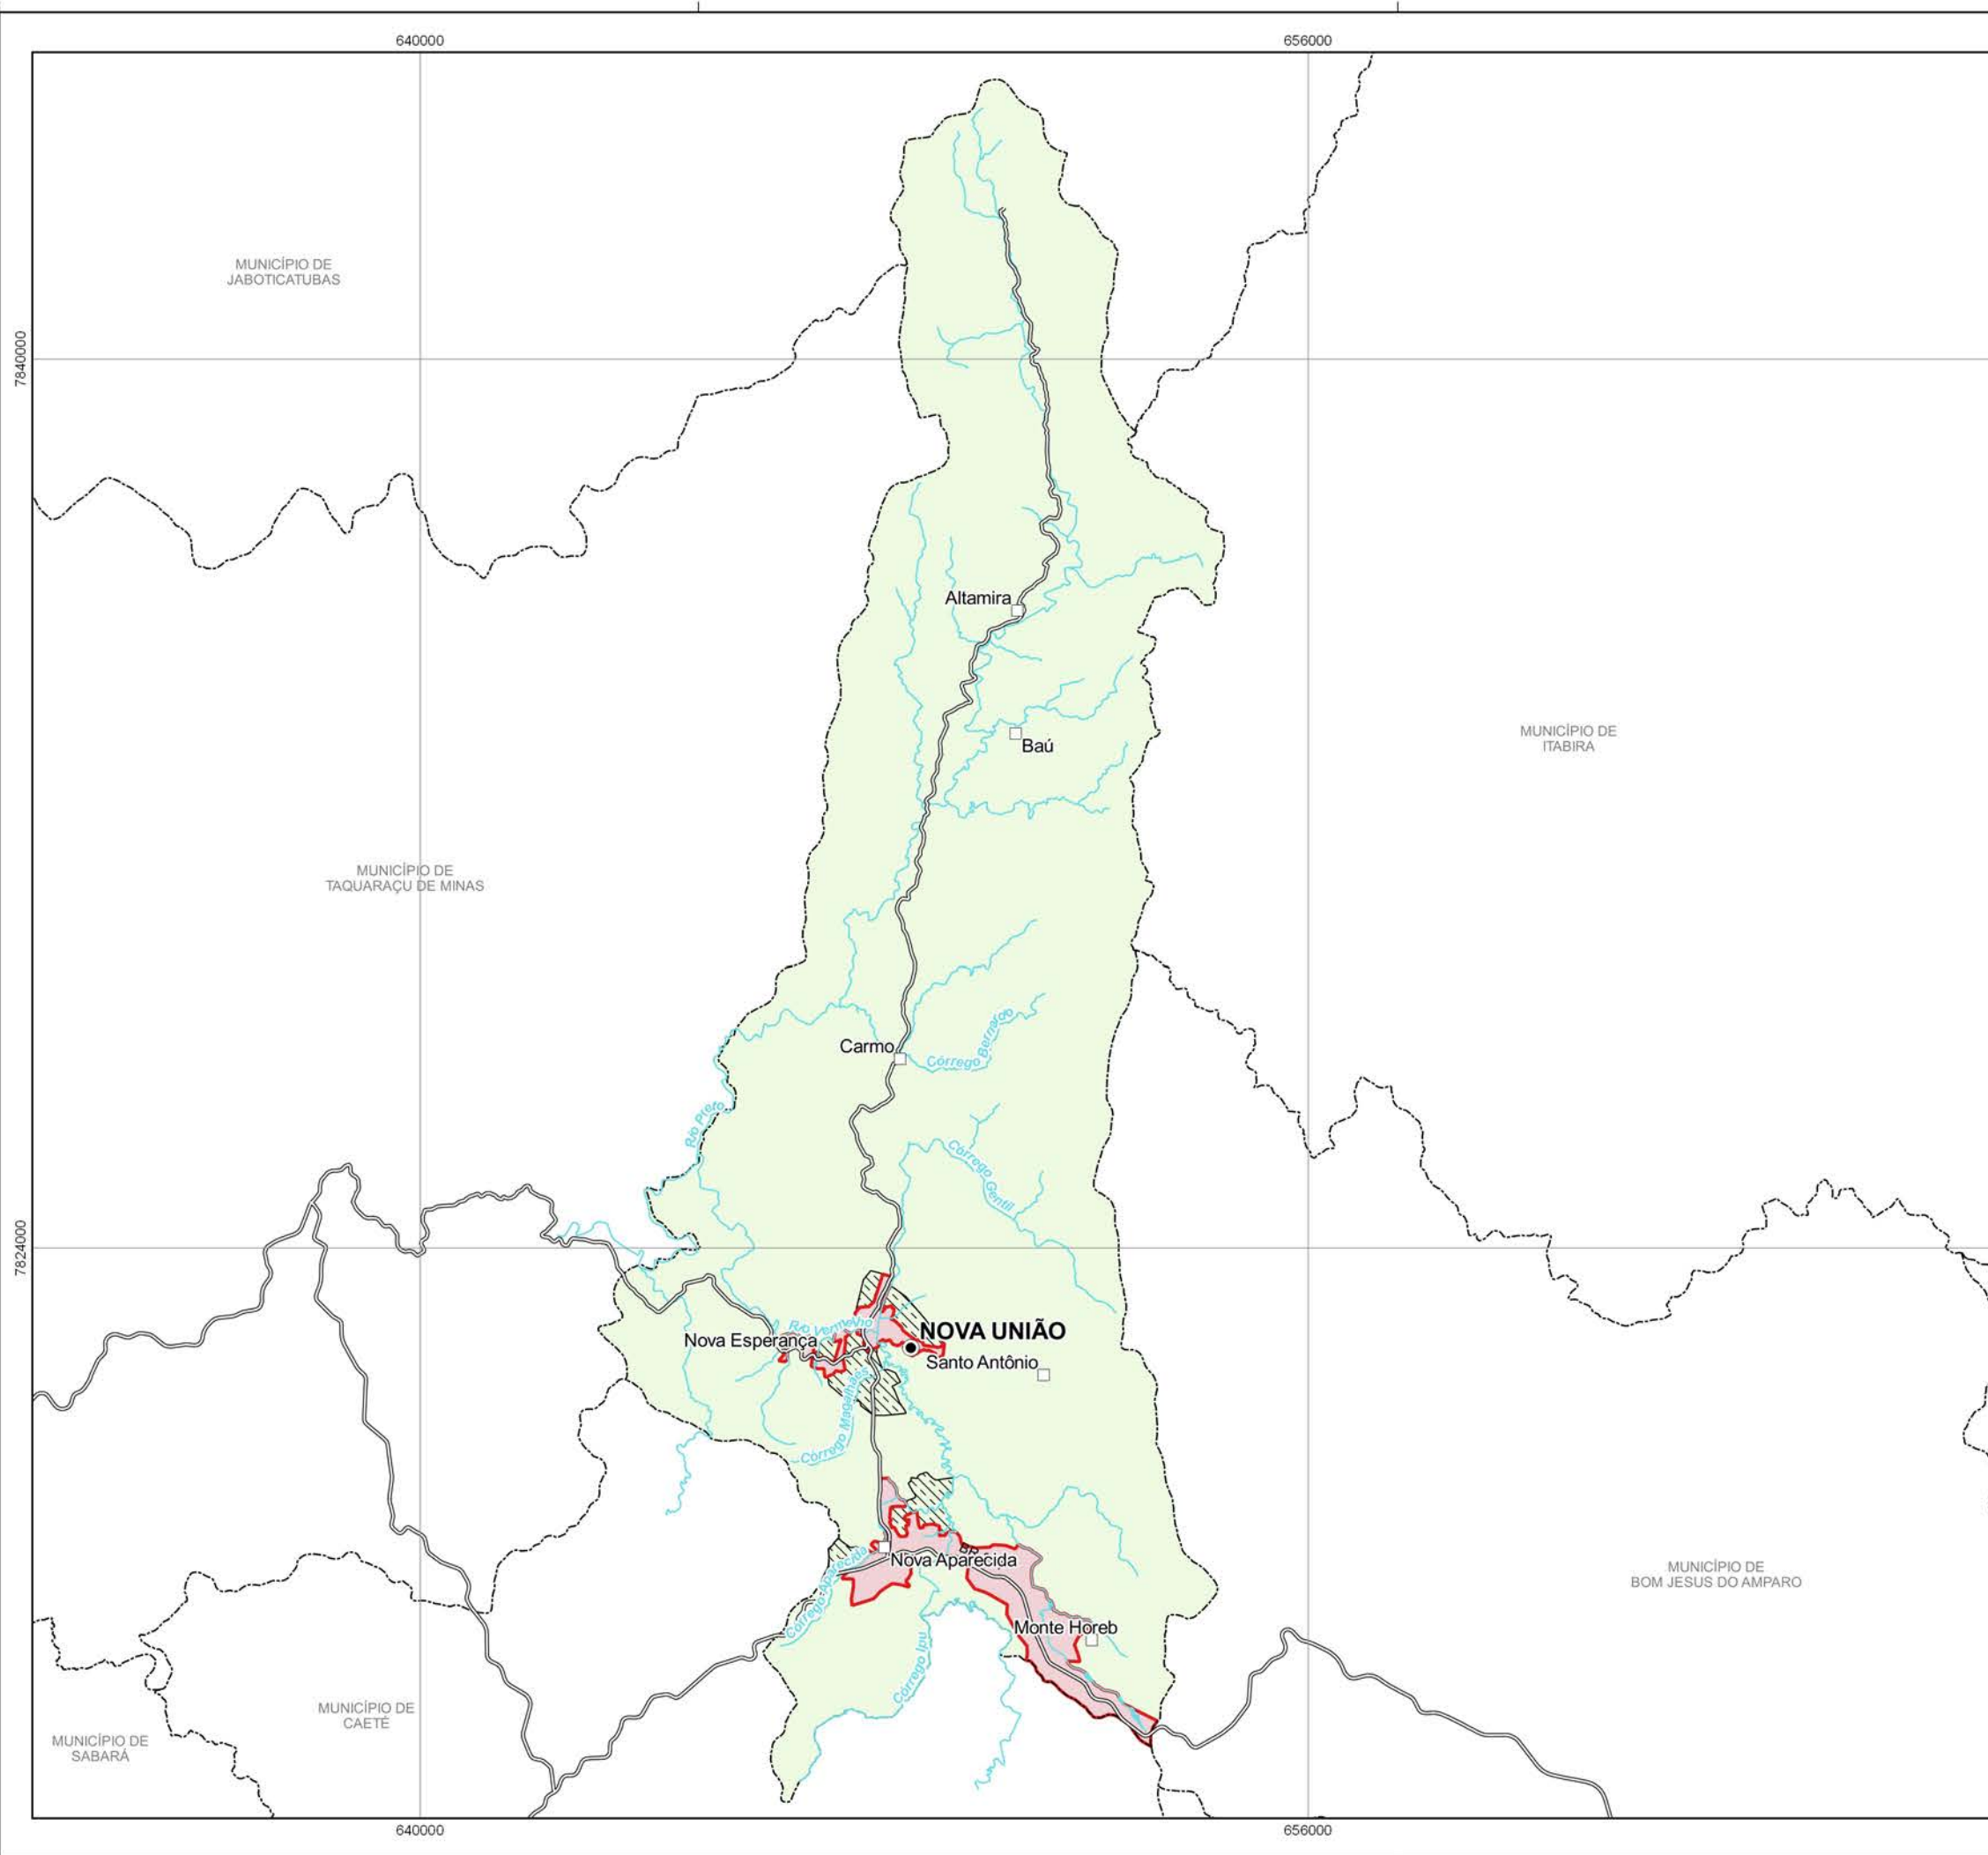 640000
656000
MUNICÍPIO DE
JABOTICATUBAS
7840000
Altamira
Baú
MUNICÍPIO DE
ITABIRA
MUNICÍPIO DE
TAQUARAÇU DE MINAS
Carmo
Córrego
Rio Preto
Córrego
Gentil
7824000
Rio Vermelho
NOVA UNIÃO
Nova Esperança
Santo Antônio
Córrego Magalhães
BR
Nova Aparecida
Córrego Aparecida
MUNICÍPIO DE
BOM JESUS DO AMPARO
Monte Horeb
Córrego Ipu
MUNICÍPIO DE
CAETÉ
MUNICÍPIO DE
SABARÁ
640000
656000